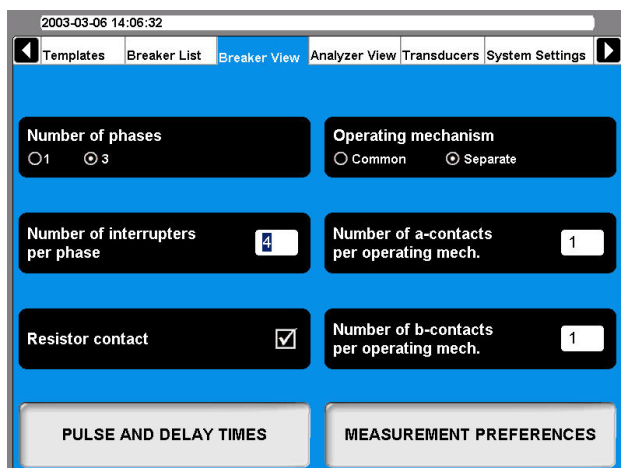 2003-03-06 14:06:32
Templates Breaker List Breaker View Analyzer View Transducers System Settings
Number of phases
1 3
Operating mechanism
Common Separate
Number of interrupters
per phase
4
Number of a-contacts
per operating mech.
1
Resistor contact
Number of b-contacts
per operating mech.
1
PULSE AND DELAY TIMES
MEASUREMENT PREFERENCES